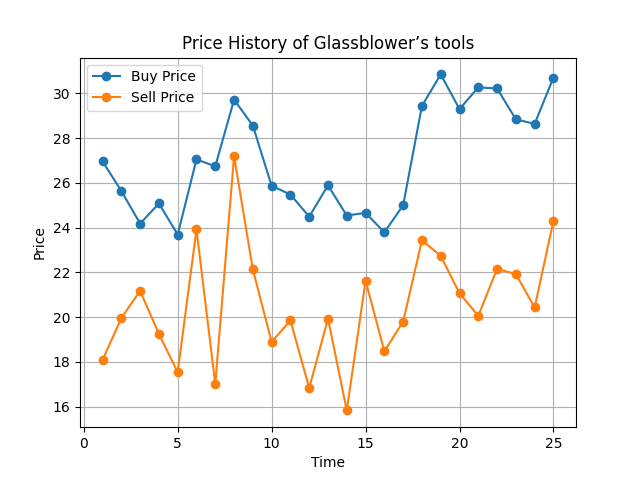 Price History of Glassblower’s tools
Buy Price
Sell Price
Price
30
28
26
24
22
20
18
16
0 5 10 15 20 25
Time